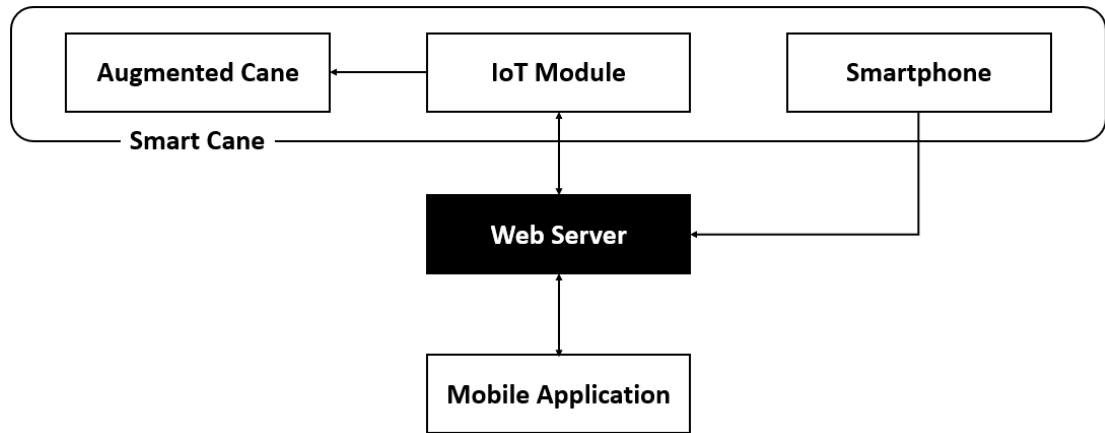 Augmented Cane
IoT Module
Smartphone
Smart Cane
Web Server
Mobile Application